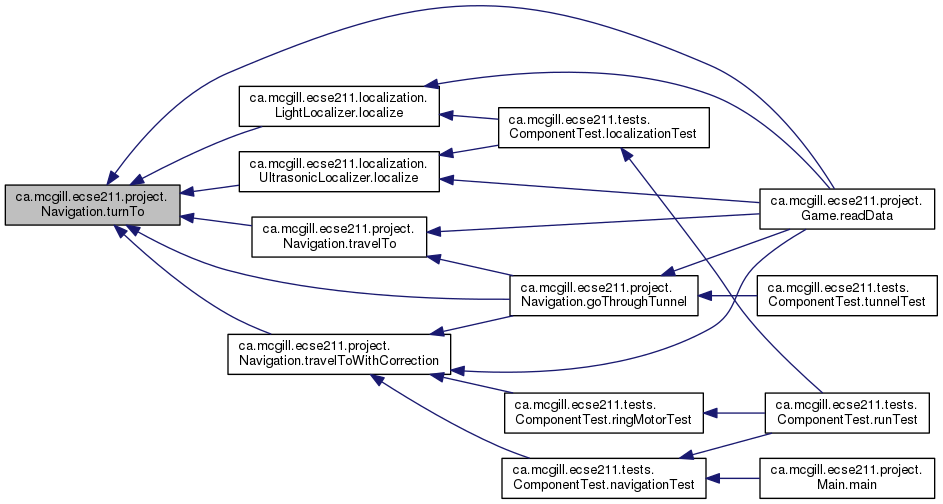 ca.mcgill.ecse211.project.
Navigation.turnTo
ca.mcgill.ecse211.localization.
LightLocalizer.localize
ca.mcgill.ecse211.localization.
UltrasonicLocalizer.localize
ca.mcgill.ecse211.project.
Navigation.travelTo
ca.mcgill.ecse211.project.
Navigation.travelToWithCorrection
ca.mcgill.ecse211.tests.
ComponentTest.localizationTest
ca.mcgill.ecse211.project.
Navigation.goThroughTunnel
ca.mcgill.ecse211.tests.
ComponentTest.ringMotorTest
ca.mcgill.ecse211.tests.
ComponentTest.navigationTest
ca.mcgill.ecse211.project.
Game.readData
ca.mcgill.ecse211.tests.
ComponentTest.tunnelTest
ca.mcgill.ecse211.tests.
ComponentTest.runTest
ca.mcgill.ecse211.project.
Main.main